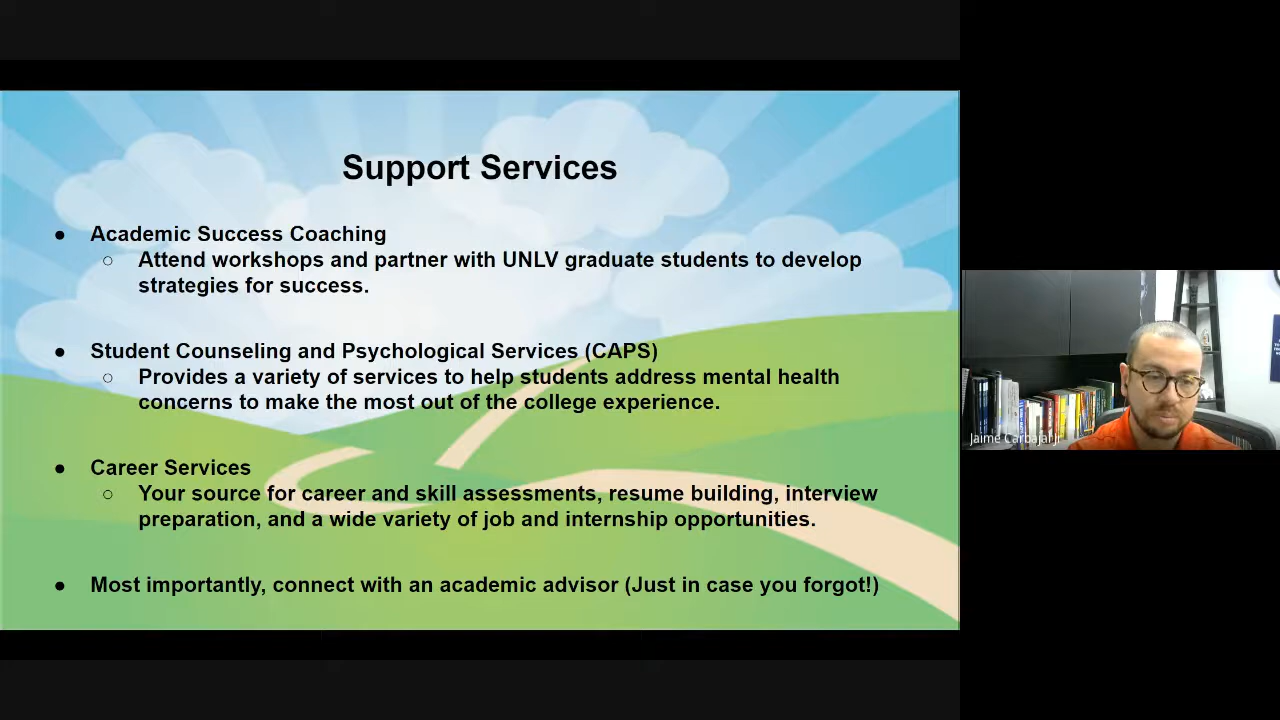 Support Services
● Academic Success Coaching
○ Attend workshops and partner with UNLV graduate students to develop
strategies for success.
● Student Counseling and Psychological Services (CAPS)
○ Provides a variety of services to help students address mental health
concerns to make the most out of the college experience.
● Career Services
○ Your source for career and skill assessments, resume building, interview
preparation, and a wide variety of job and internship opportunities.
● Most importantly, connect with an academic advisor (Just in case you forgot!)
Jaime Carbajal Jr